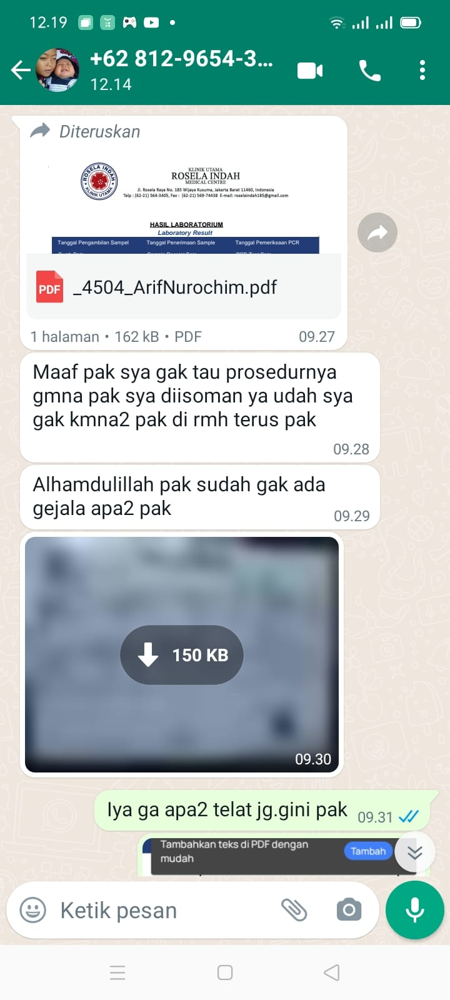 12.19
+62 812-9654-3...
12.14
Diteruskan
ROSELA INDAH
KLINIK UTAMA
KLINIK UTAMA
ROSELA INDAH
MEDICAL CENTRE
Jl. Rosela Raya No. 185 Wijaya Kusuma, Jakarta Barat 11460, Indonesia
Telp : (62-21) 564-3405, Fax : (62-21) 569-74438 E-mail: roselaindah185@gmail.com
HASIL LABORATORIUM
Laboratory Result
Tanggal Pengambilan Sampel Tanggal Penerimaan Sample Tanggal Pemeriksaan PCR
PDF _4504_ArifNurochim.pdf
1 halaman • 162 kB • PDF 09.27
Maaf pak sya gak tau prosedurnya
gmna pak sya diisoman ya udah sya
gak kmna2 pak di rmh terus pak
09.28
Alhamdulillah pak sudah gak ada
gejala apa2 pak
09.29
150 KB
09.30
Iya ga apa2 telat jg.gini pak 09.31
Tambahkan teks di PDF dengan
mudah
Tambah
Ketik pesan